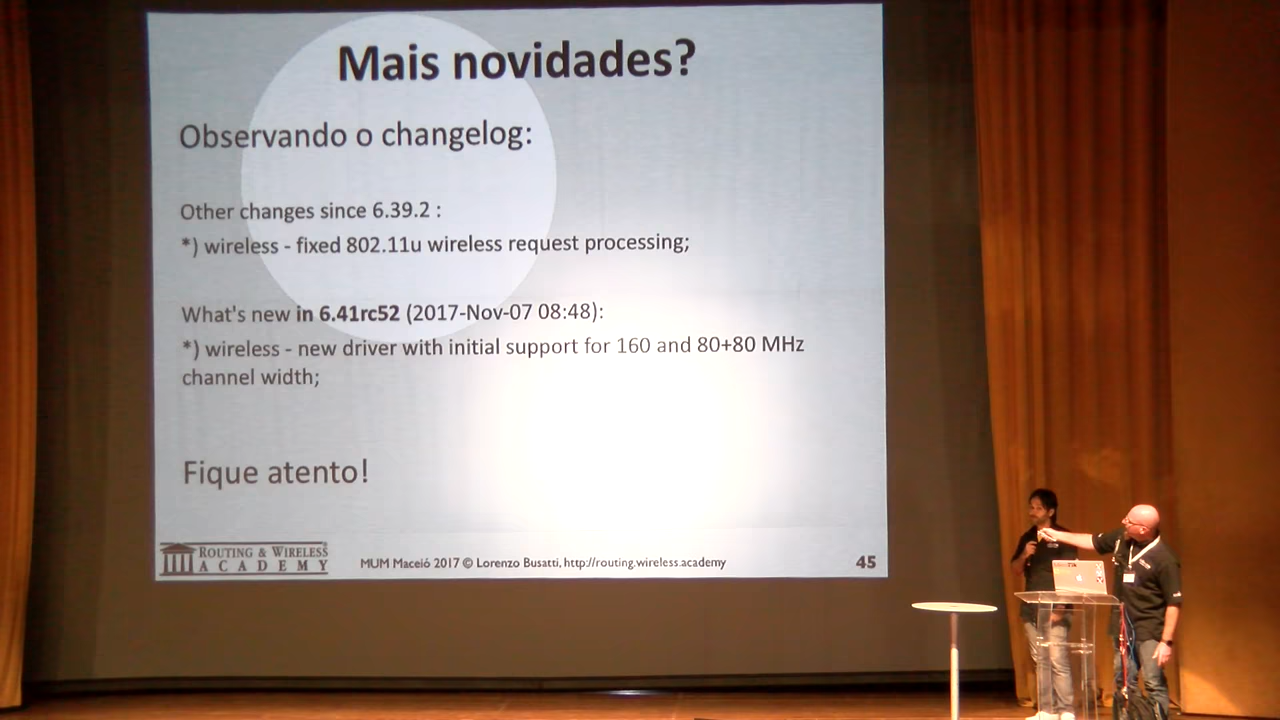 Mais novidades?
Observando o changelog:
Other changes since 6.39.2 :
*) wireless - fixed 802.11u wireless request processing;
What's new in 6.41rc52 (2017-Nov-07 08:48):
*) wireless - new driver with initial support for 160 and 80+80 MHz
channel width;
Fique atento!
ROUTING & WIRELESS
ACADEMY
MUM Maceió 2017 © Lorenzo Busatti, http://routing.wireless.academy
45